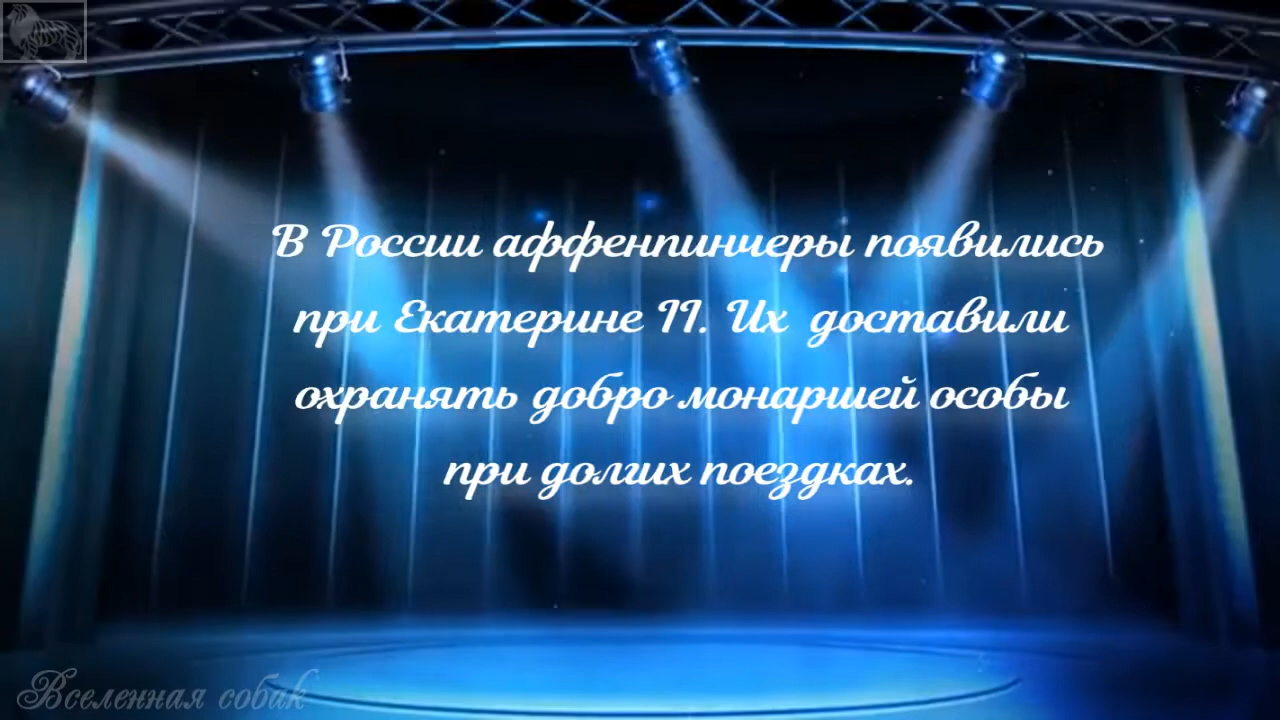 В России аффенпинчеры появились
при Екатерине II. Их доставили
охранять добро монаршей особы
при долгих поездках.
Вселенная собак